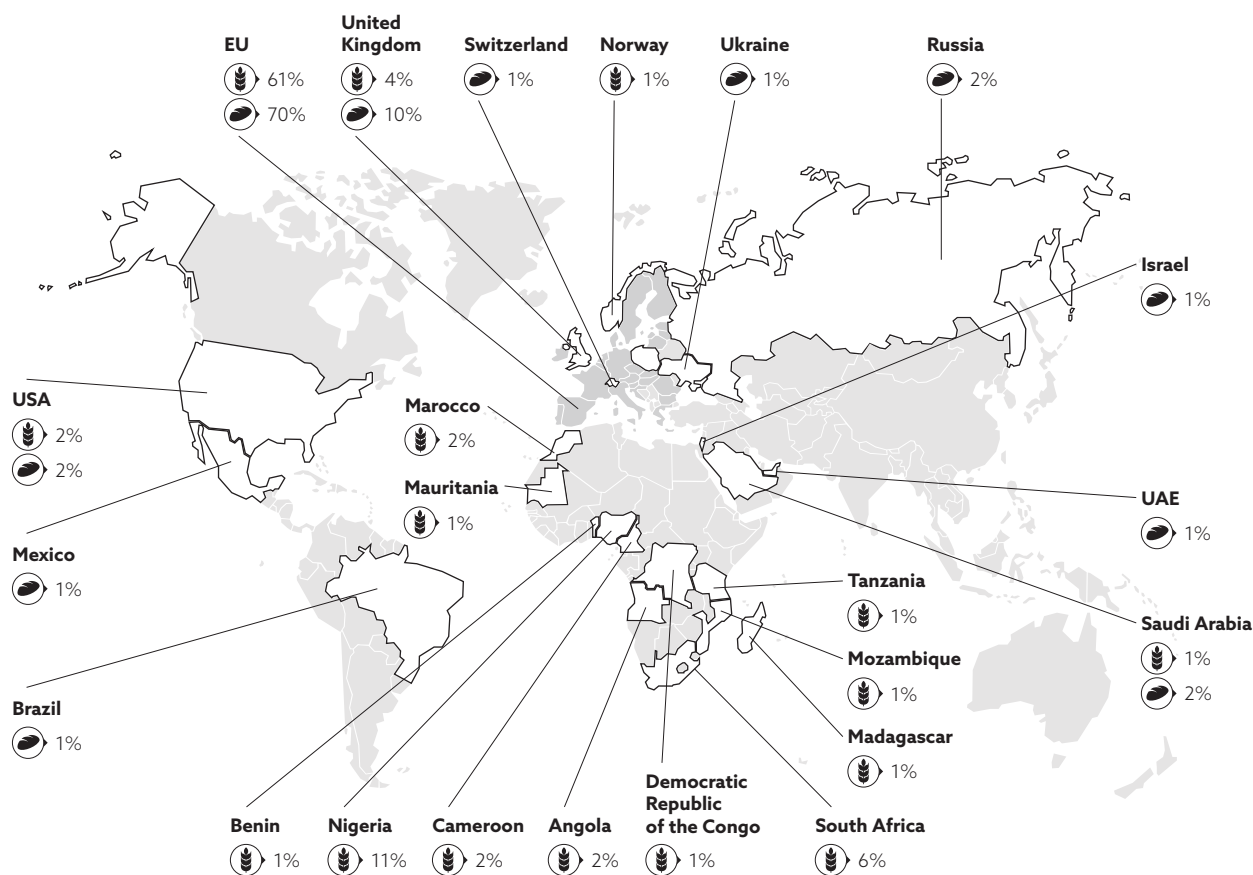 EU
61%
70%
United
Kingdom
4%
10%
Switzerland
1%
Norway
1%
Ukraine
1%
Russia
2%
Israel
1%
USA
2%
2%
Marocco
2%
Mauritania
1%
UAE
1%
Mexico
1%
Tanzania
1%
Saudi Arabia
1%
2%
Mozambique
1%
Brazil
1%
Madagascar
1%
Benin
1%
Nigeria
11%
Cameroon
2%
Angola
2%
Democratic
Republic
of the Congo
1%
South Africa
6%